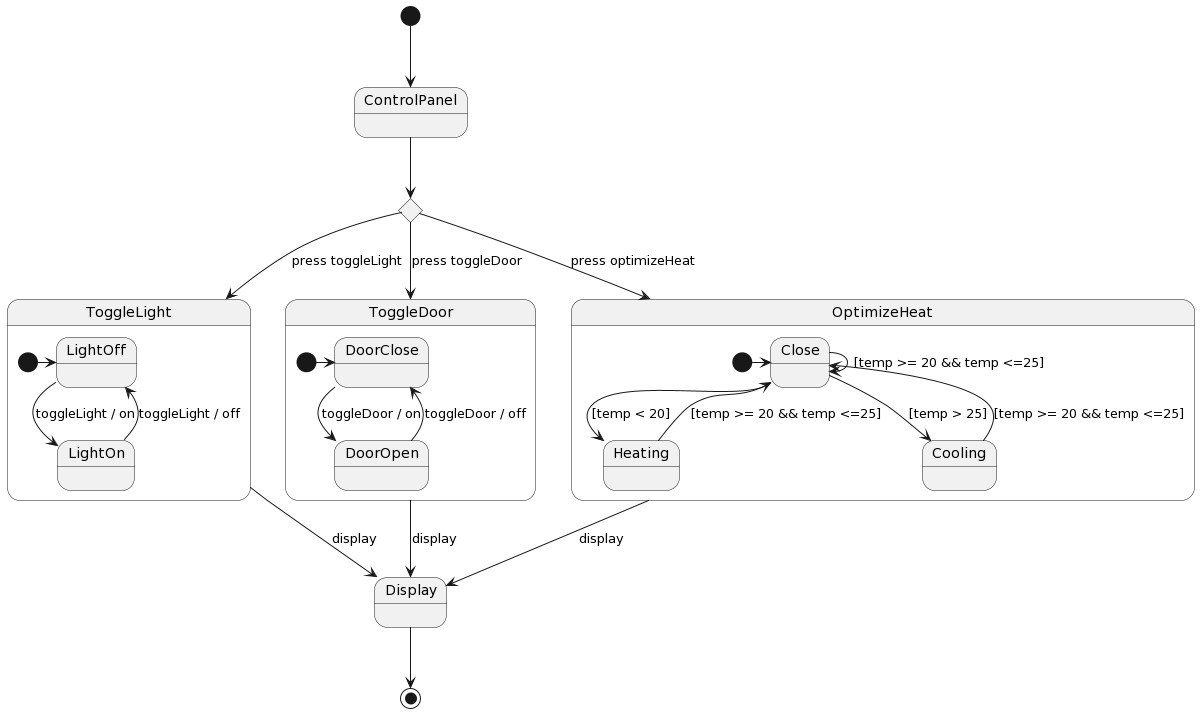 ControlPanel
press toggleLight
press toggleDoor
press optimizeHeat
ToggleLight
LightOff
toggleLight / on
toggleLight / off
LightOn
ToggleDoor
DoorClose
toggleDoor / on
toggleDoor / off
DoorOpen
OptimizeHeat
Close
[temp >= 20 && temp <=25]
[temp < 20]
[temp >= 20 && temp <=25]
[temp > 25]
[temp >= 20 && temp <=25]
Heating
Cooling
display
display
display
Display